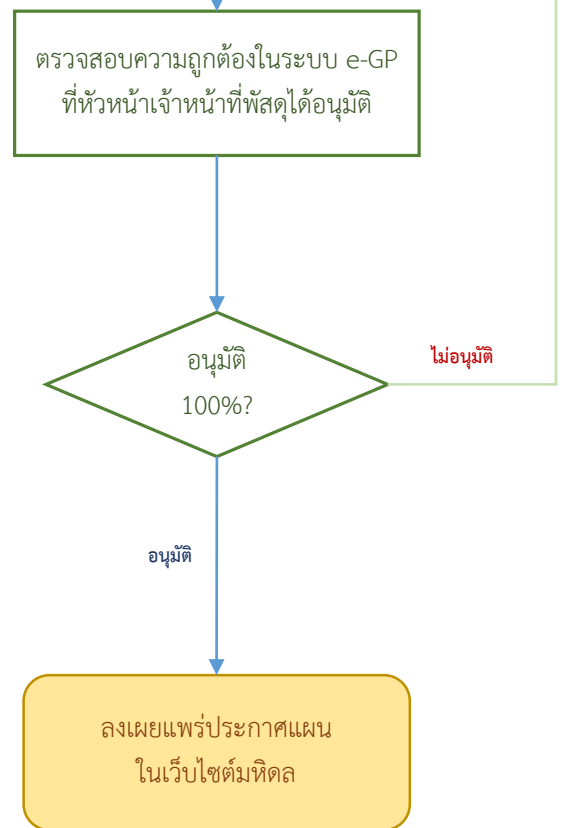 ตรวจสอบความถูกต้องในระบบ e-GP
ที่หัวหน้าเจ้าหน้าที่พัสดุได้อนุมัติ
อนุมัติ
100%?
ไม่อนุมัติ
อนุมัติ
ลงเผยแพร่ประกาศแผน
ในเว็บไซต์มหิดล